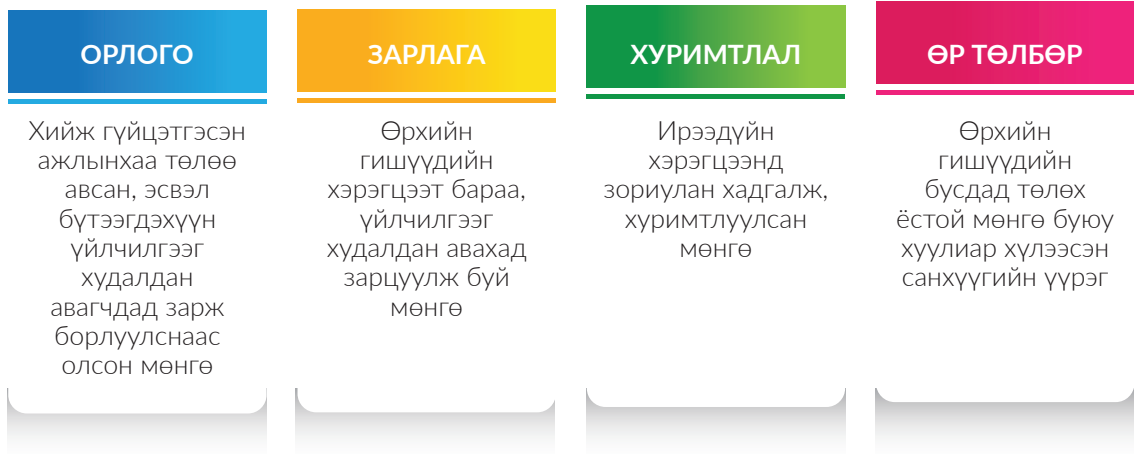 ОРЛОГО
Хийж гүйцэтгэсэн
ажлынхаа төлөө
авсан, эсвэл
бүтээгдэхүүн
үйлчилгээг
худалдан
авагчдад зарж
борлуулснаас
олсон мөнгө
ЗАРЛАГА
Өрхийн
гишүүдийн
хэрэгцээт бараа,
үйлчилгээг
худалдан авахад
зарцуулж буй
мөнгө
ХУРИМТЛАЛ
Ирээдүйн
хэрэгцээнд
зориулан хадгалж,
хуримтлуулсан
мөнгө
ӨР ТӨЛБӨР
Өрхийн
гишүүдийн
бусдад төлөх
ёстой мөнгө буюу
хуулиар хүлээсэн
санхүүгийн үүрэг